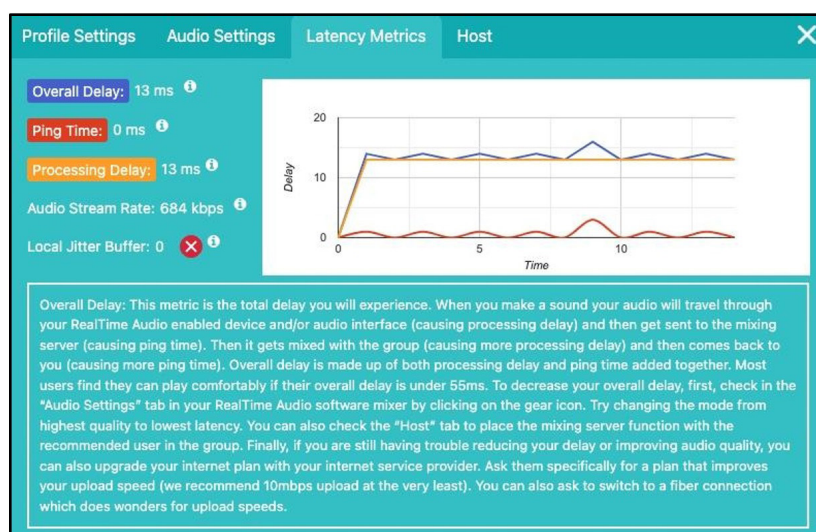 Profile Settings Audio Settings Latency Metrics Host
Overall Delay: 13 ms
Ping Time: 0 ms
Processing Delay: 13 ms
Audio Stream Rate: 684 kbps
Local Jitter Buffer: 0
20
10
0
Delay
0 5 10
Time
Overall Delay: This metric is the total delay you will experience. When you make a sound your audio will travel through
your RealTime Audio enabled device and/or audio interface (causing processing delay) and then get sent to the mixing
server (causing ping time). Then it gets mixed with the group (causing more processing delay) and then comes back to
you (causing more ping time). Overall delay is made up of both processing delay and ping time added together. Most
users find they can play comfortably if their overall delay is under 55ms. To decrease your overall delay, first, check in the
"Audio Settings" tab in your RealTime Audio software mixer by clicking on the gear icon. Try changing the mode from
highest quality to lowest latency. You can also check the "Host" tab to place the mixing server function with the
recommended user in the group. Finally, if you are still having trouble reducing your delay or improving audio quality, you
can also upgrade your internet plan with your internet service provider. Ask them specifically for a plan that improves
your upload speed (we recommend 10mbps upload at the very least). You can also ask to switch to a fiber connection
which does wonders for upload speeds.